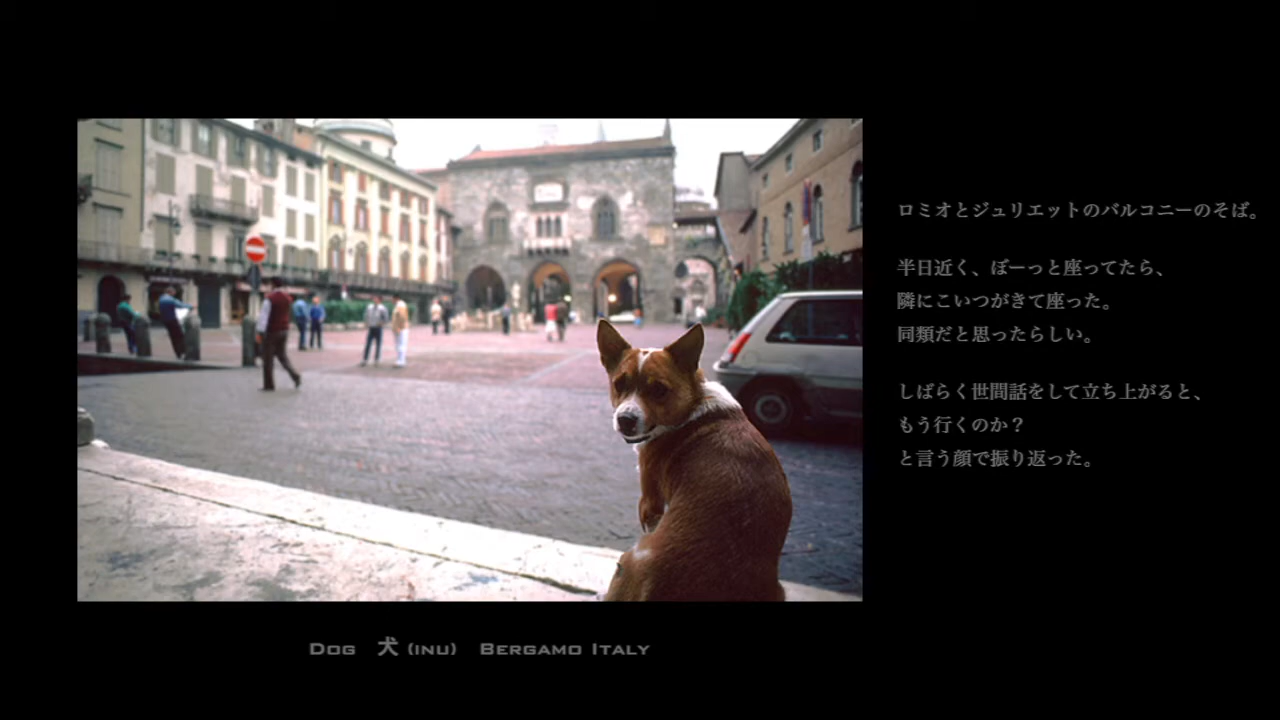 ロミオとジュリエットのバルコニーのそば。
半日近く、ぼーっと座ってたら、
隣にこいつがきて座った。
同類だと思ったらしい。
しばらく世間話をして立ち上がると、
もう行くのか？
と言う顔で振り返った。
Dog 犬 (inu) Bergamo Italy